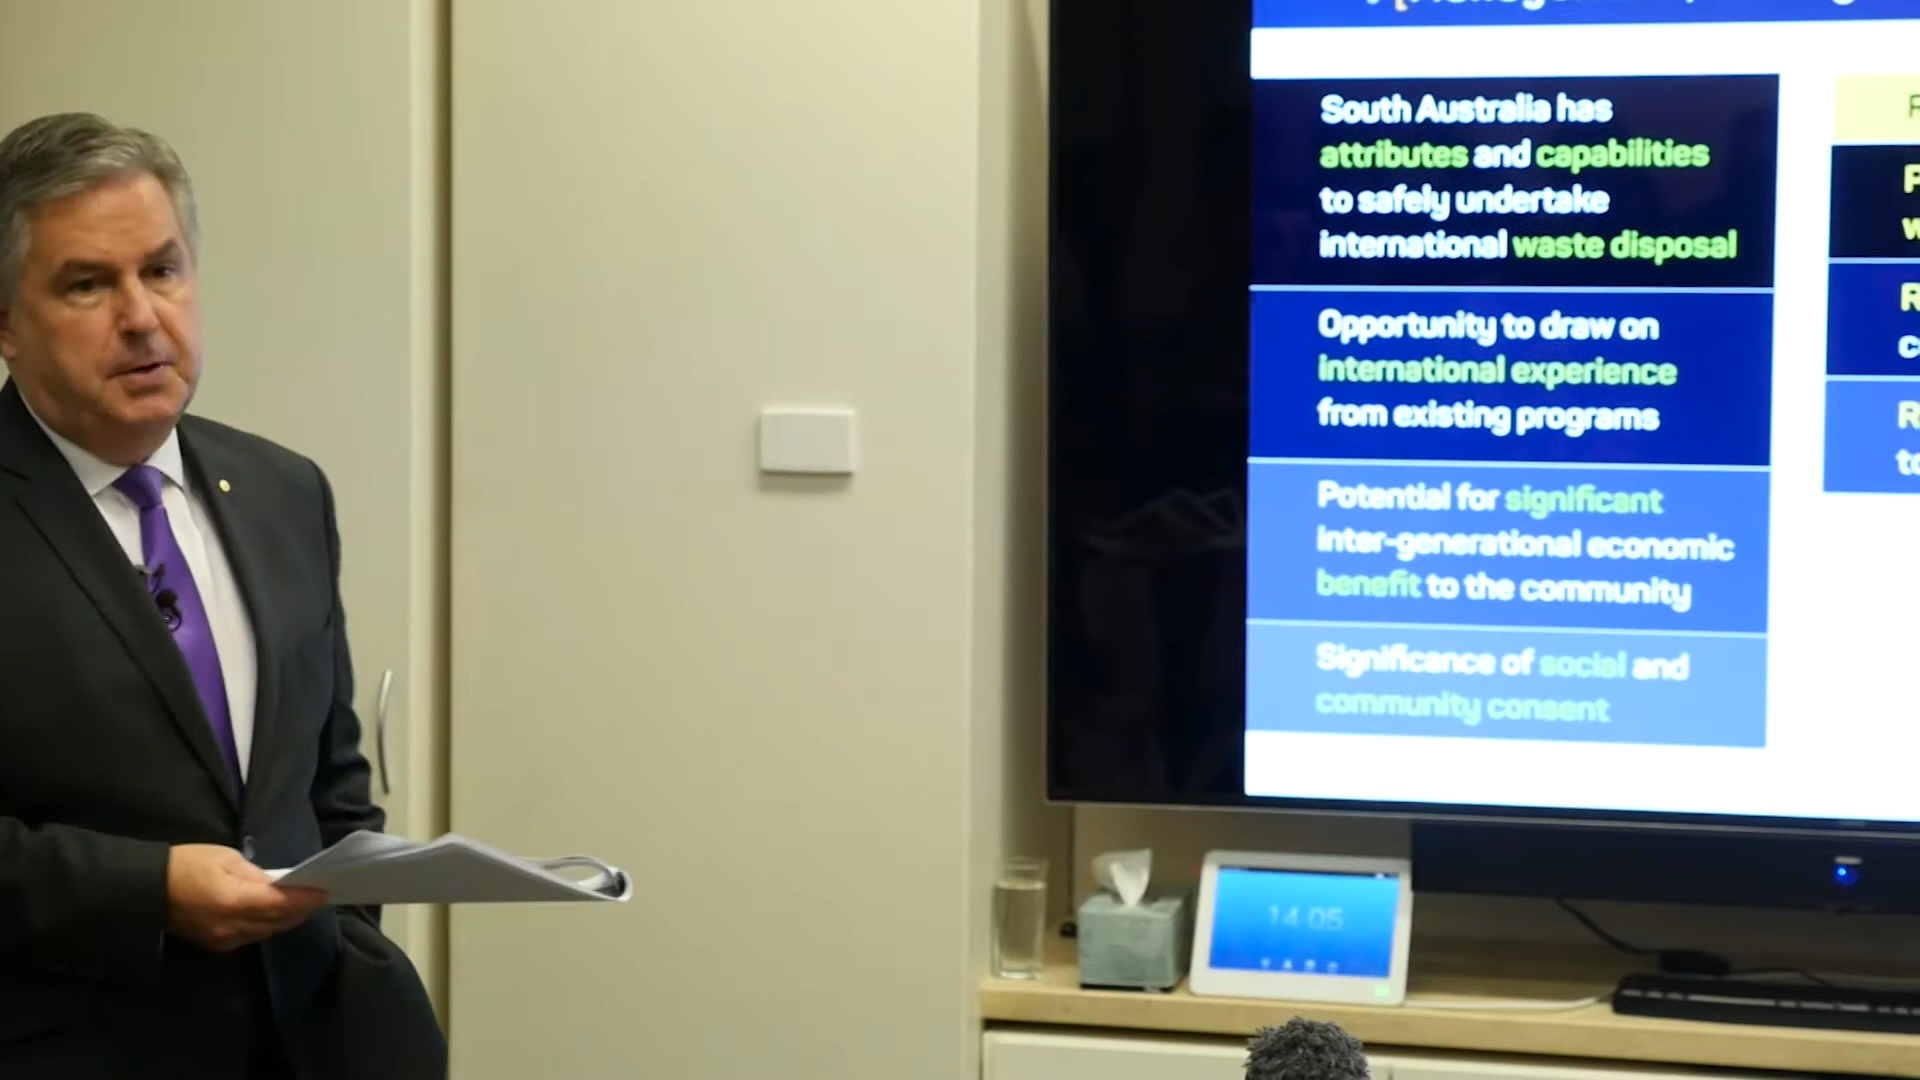 South Australia has
attributes and capabilities
to safely undertake
international waste disposal
Opportunity to draw on
international experience
from existing programs
Potential for significant
inter-generational economic
benefit to the community
Significance of social and
community consent
14:05